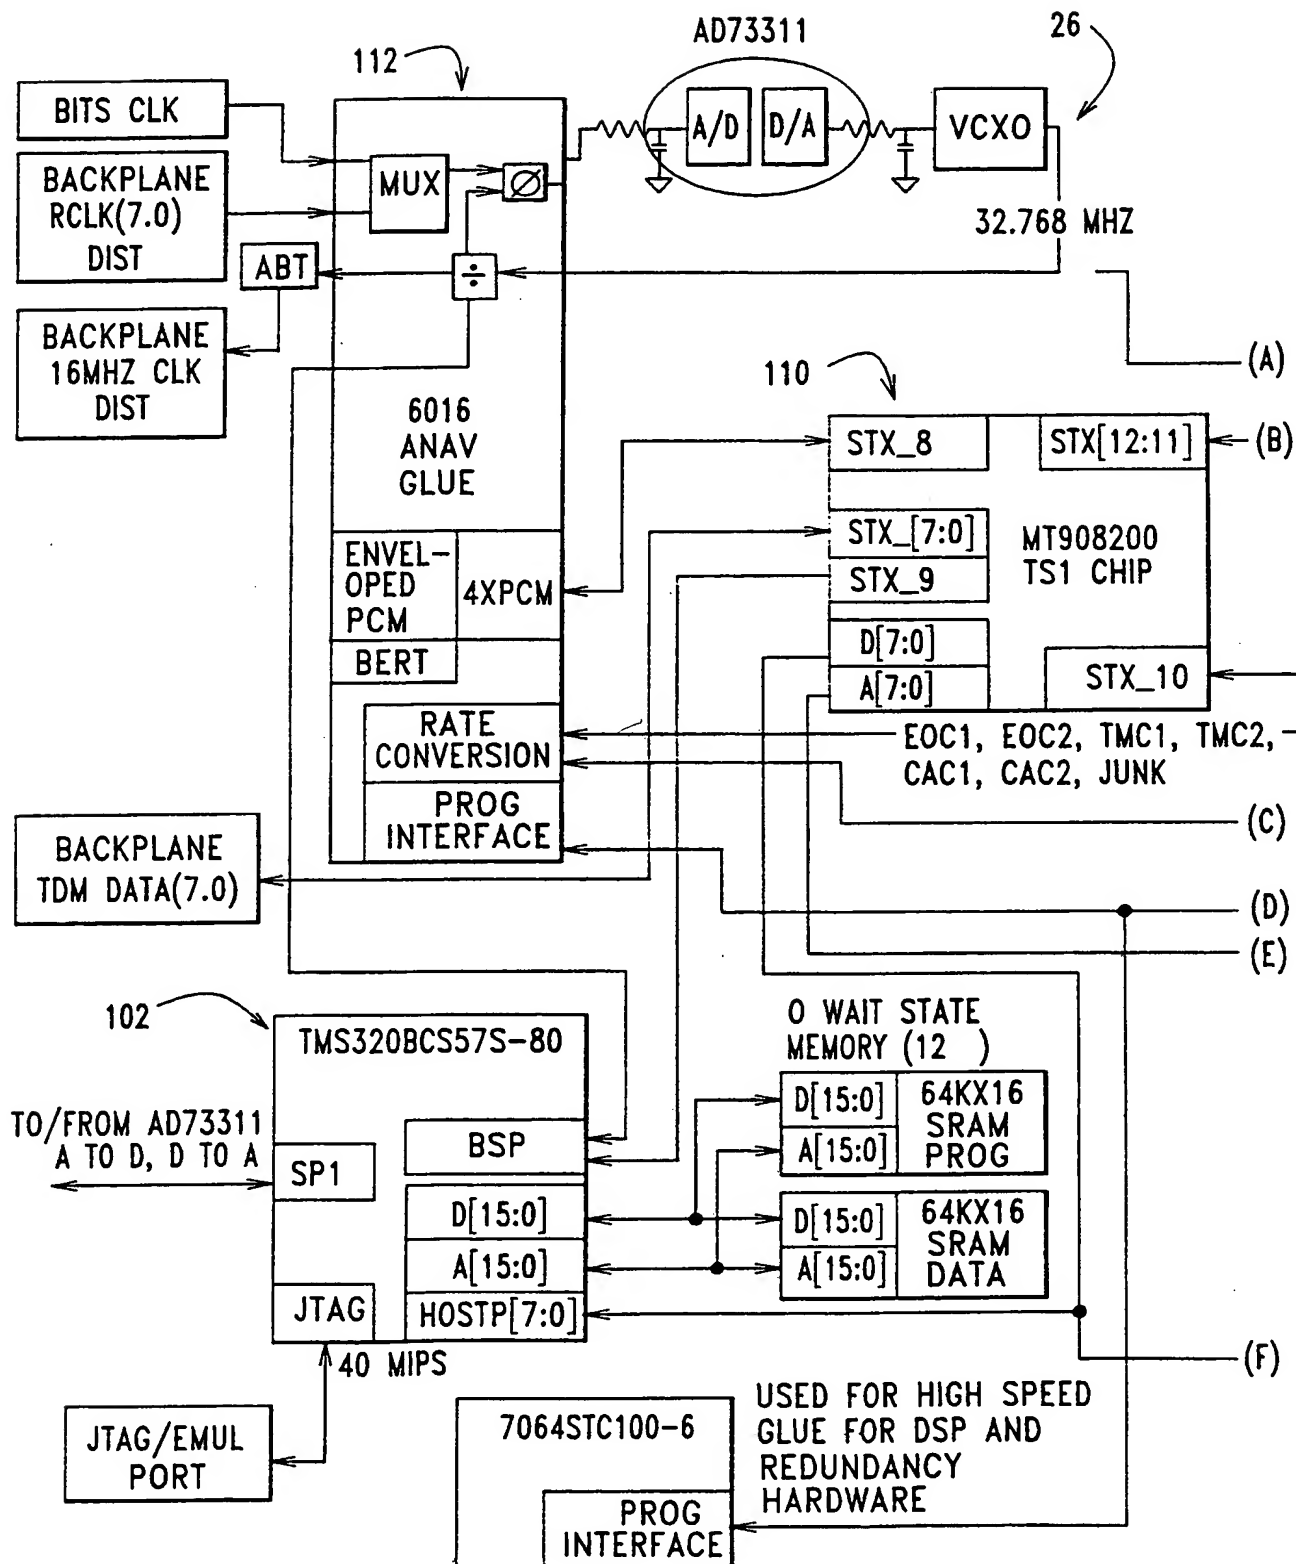 AD73311
26
112
BITS CLK
A/D
D/A
VCXO
BACKPLANE
RCLK(7.0)
DIST
MUX
Ø
32.768 MHZ
ABT
÷
BACKPLANE
16MHZ CLK
DIST
(A)
110
6016
ANAV
GLUE
STX_8
STX[12:11]
(B)
STX_[7:0]
MT908200
TS1 CHIP
ENVEL-
OPED
PCM
4XPCM
STX_9
D[7:0]
BERT
A[7:0]
STX_10
RATE
CONVERSION
EOC1, EOC2, TMC1, TMC2,
CAC1, CAC2, JUNK
PROG
INTERFACE
(C)
BACKPLANE
TDM DATA(7.0)
(D)
(E)
102
TMS320BCS57S-80
0 WAIT STATE
MEMORY (12 )
D[15:0]
A[15:0]
64KX16
SRAM
PROG
TO/FROM AD73311
A TO D, D TO A
BSP
SP1
D[15:0]
A[15:0]
HOSTP[7:0]
D[15:0]
A[15:0]
64KX16
SRAM
DATA
JTAG
40 MIPS
(F)
JTAG/EMUL
PORT
7064STC100-6
USED FOR HIGH SPEED
GLUE FOR DSP AND
REDUNDANCY
HARDWARE
PROG
INTERFACE